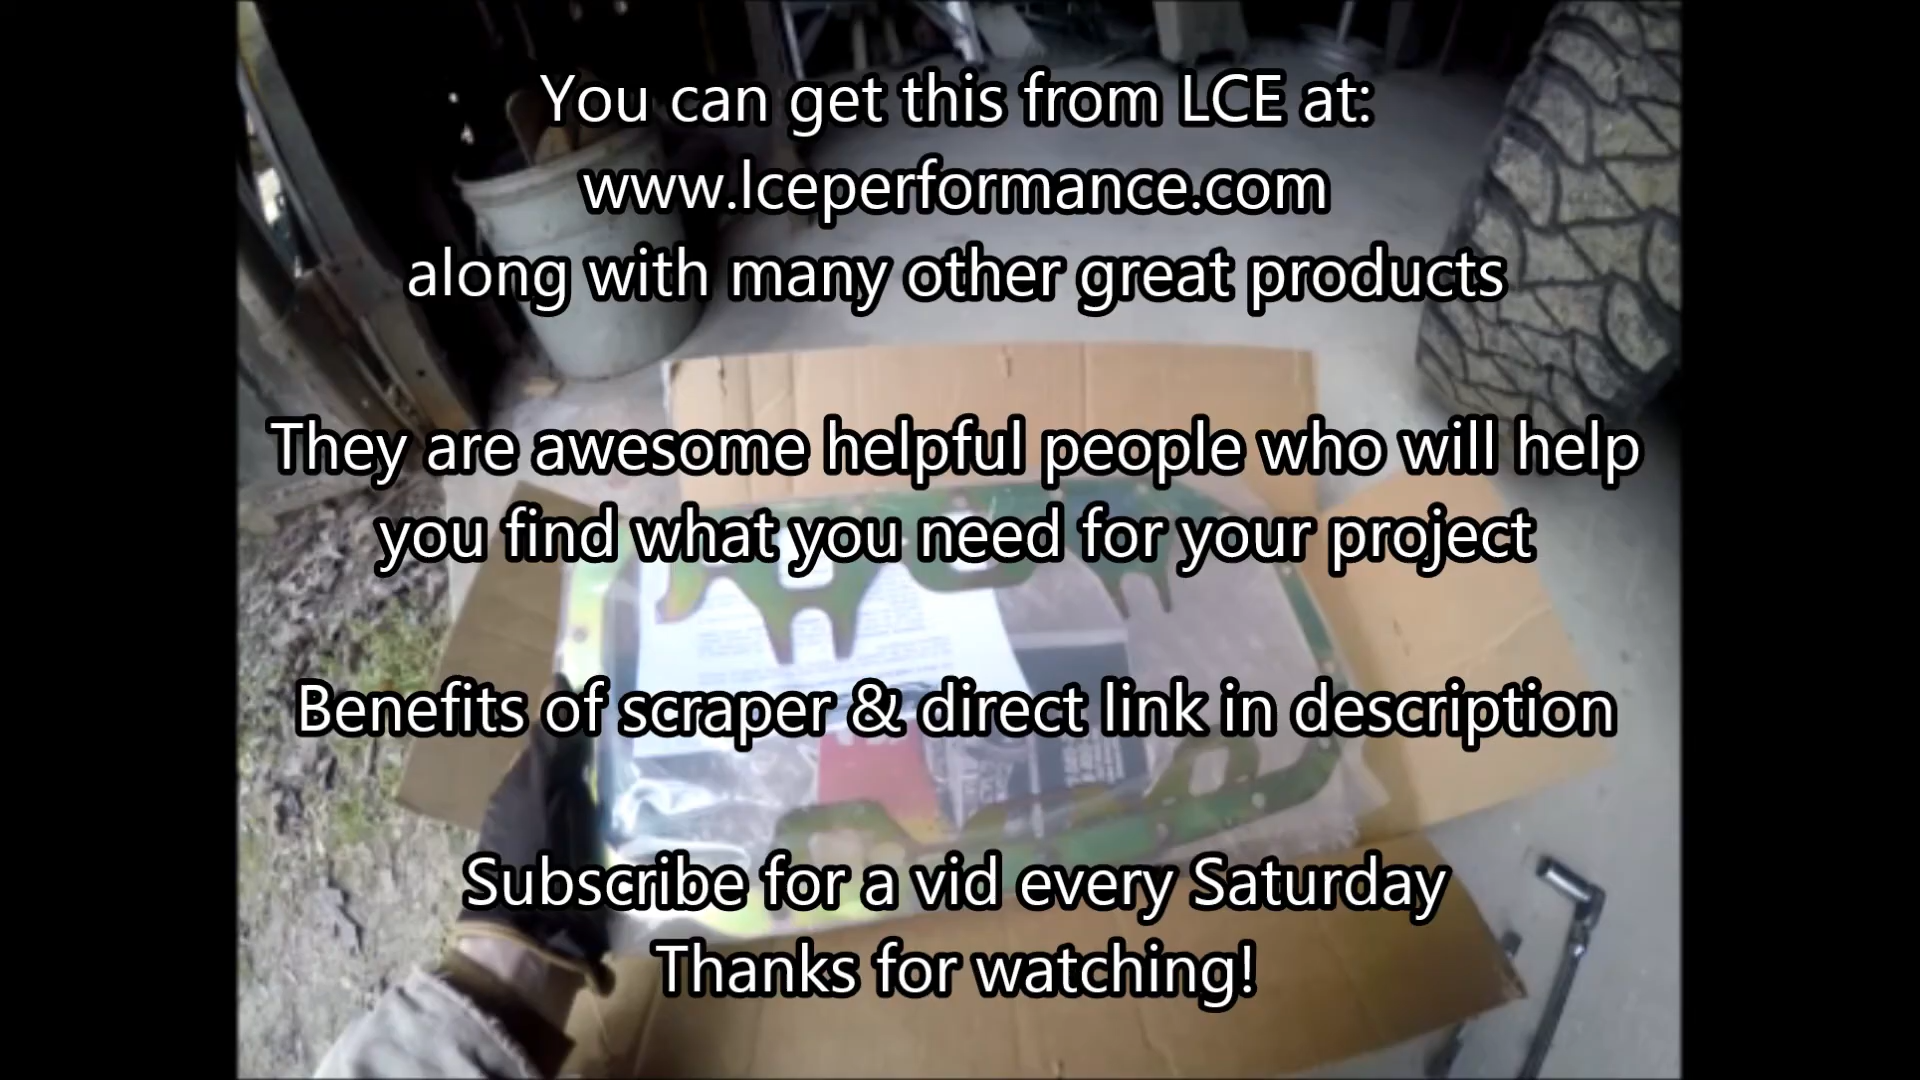 You can get this from LCE at:
www.lceperformance.com
along with many other great products
They are awesome helpful people who will help
you find what you need for your project
Benefits of scraper & direct link in description
Subscribe for a vid every Saturday
Thanks for watching!